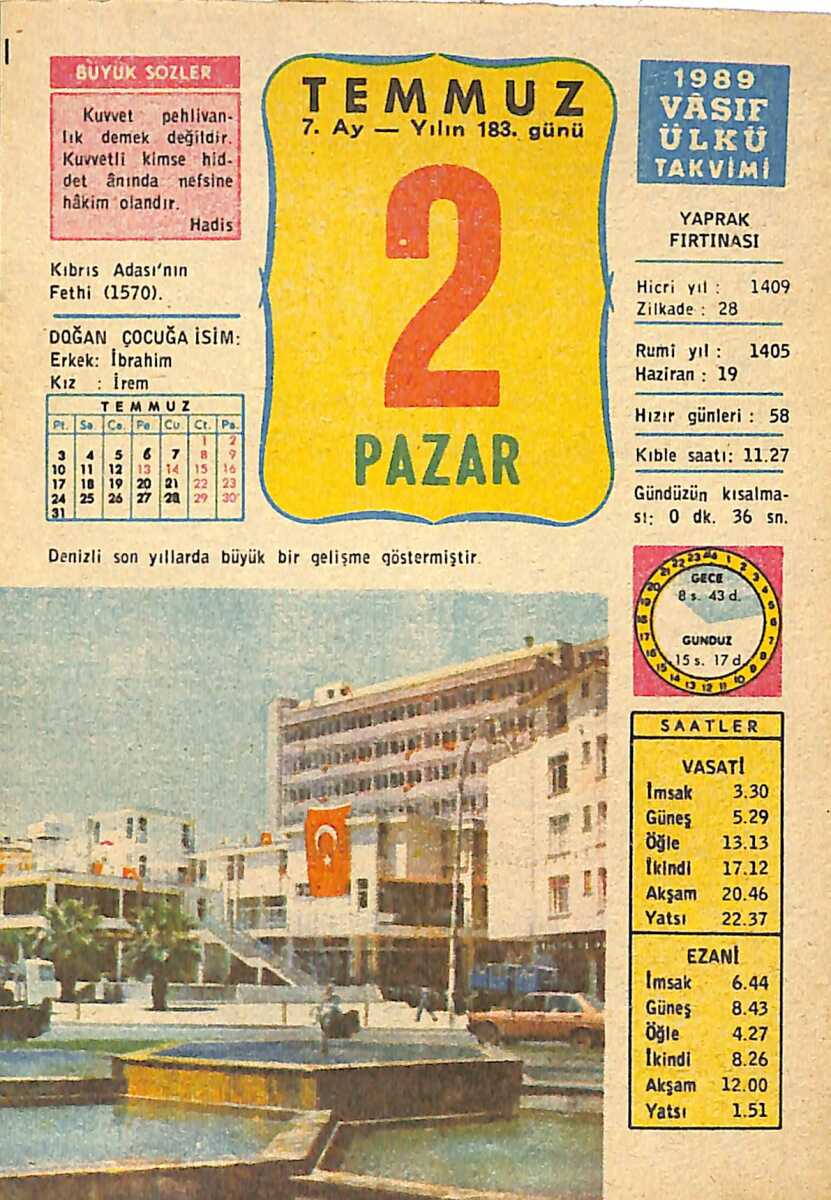 BÜYÜK SÖZLER
Kuvvet pehlivan-
lık demek değildir.
Kuvvetli kimse hid-
det ânında nefsine
hâkim olandır.
Hadis
Kıbrıs Adası'nın
Fethi (1570).
DOĞAN ÇOCUĞA İSİM:
Erkek: İbrahim
Kız : İrem
TEMMUZ
Pt. Sa. Ça. Pe. Cu Ct. Pa.
1 2
3 4 5 6 7 8 9
10 11 12 13 14 15 16
17 18 19 20 21 22 23
24 25 26 27 28 29 30
31
TEMMUZ
7. Ay — Yılın 183. günü
2
PAZAR
1989
VÂSIF
ÜLKÜ
TAKVİMİ
YAPRAK
FIRTINASI
Hicri yıl : 1409
Zilkade : 28
Rumî yıl : 1405
Haziran : 19
Hızır günleri : 58
Kıble saatı: 11.27
Gündüzün kısalma-
sı: 0 dk. 36 sn.
Denizli son yıllarda büyük bir gelişme göstermiştir.
GECE
8 s. 43 d.
GUNDUZ
15 s. 17 d.
SAATLER
VASATİ
İmsak 3.30
Güneş 5.29
Öğle 13.13
İkindi 17.12
Akşam 20.46
Yatsı 22.37
EZANİ
İmsak 6.44
Güneş 8.43
Öğle 4.27
İkindi 8.26
Akşam 12.00
Yatsı 1.51